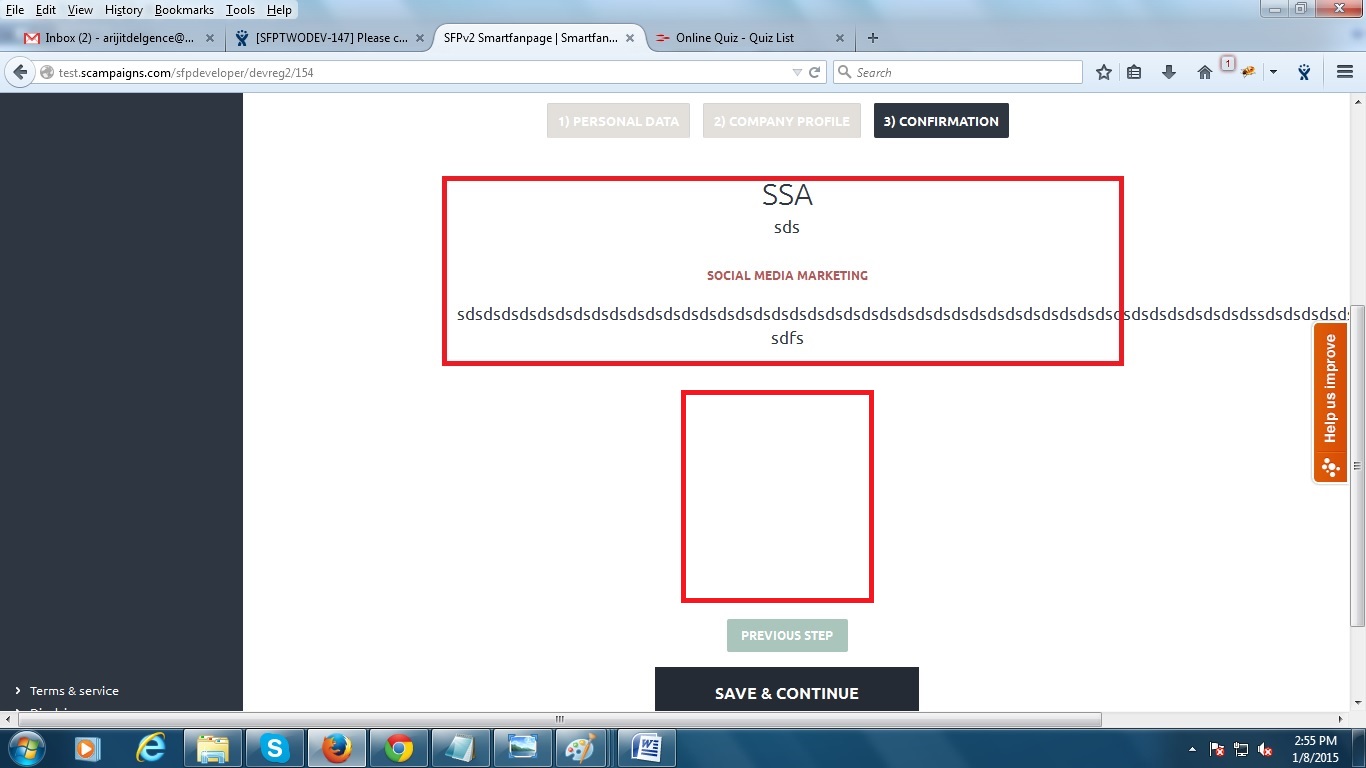 File Edit View History Bookmarks Tools Help
Inbox (2) - arijitdelgence@...
[SFPTWODEV-147] Please c...
SFPv2 Smartfanpage | Smartfan...
Online Quiz - Quiz List
test.scampaigns.com/sfpdeveloper/devreg2/154
Search
1
1) PERSONAL DATA
2) COMPANY PROFILE
3) CONFIRMATION
SSA
sds
SOCIAL MEDIA MARKETING
sdfs
Help us improve
PREVIOUS STEP
Terms & service
SAVE & CONTINUE
2:55 PM
1/8/2015